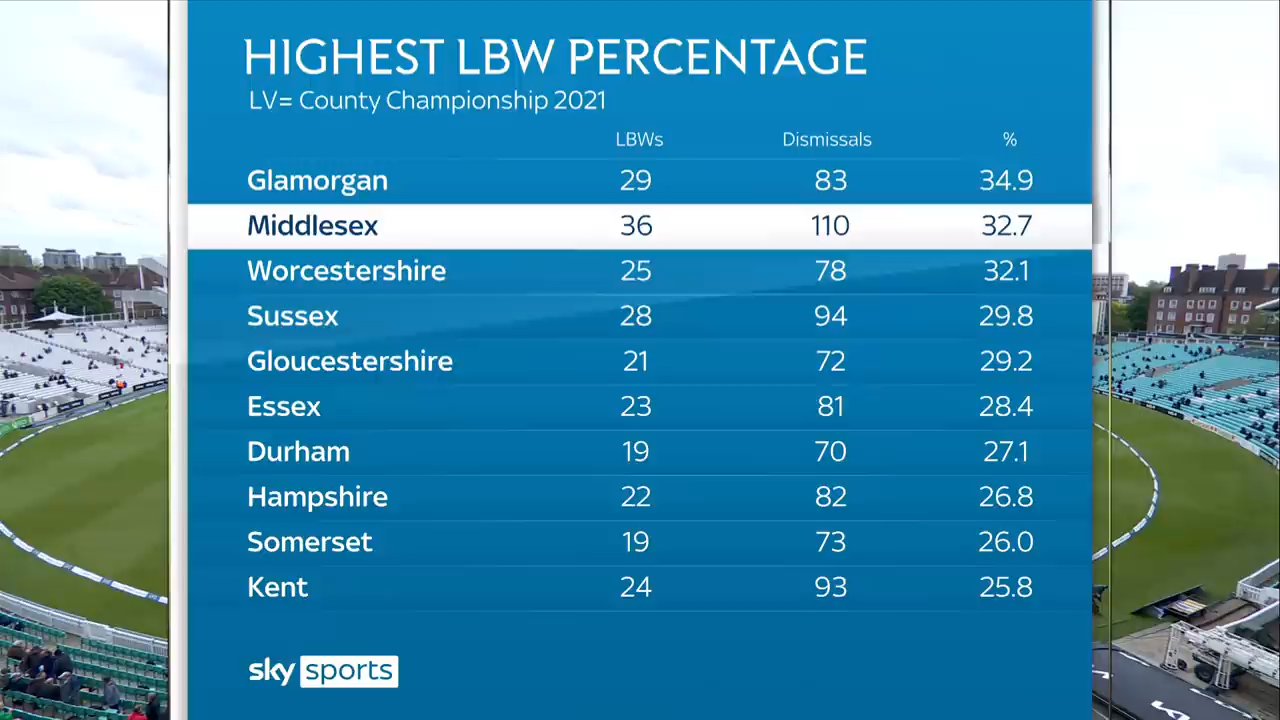 HIGHEST LBW PERCENTAGE
LV= County Championship 2021
LBWs Dismissals %
Glamorgan 29 83 34.9
Middlesex 36 110 32.7
Worcestershire 25 78 32.1
Sussex 28 94 29.8
Gloucestershire 21 72 29.2
Essex 23 81 28.4
Durham 19 70 27.1
Hampshire 22 82 26.8
Somerset 19 73 26.0
Kent 24 93 25.8
sky sports